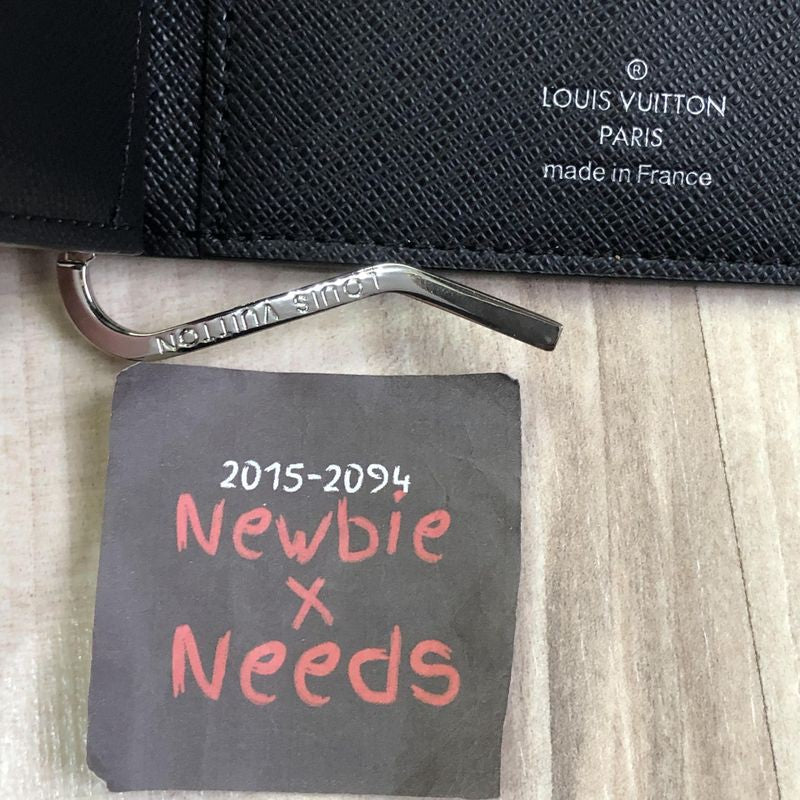 ®
LOUIS VUITTON
PARIS
made in France
LOUIS VUITTON
2015-2094
Newbie
x
Needs